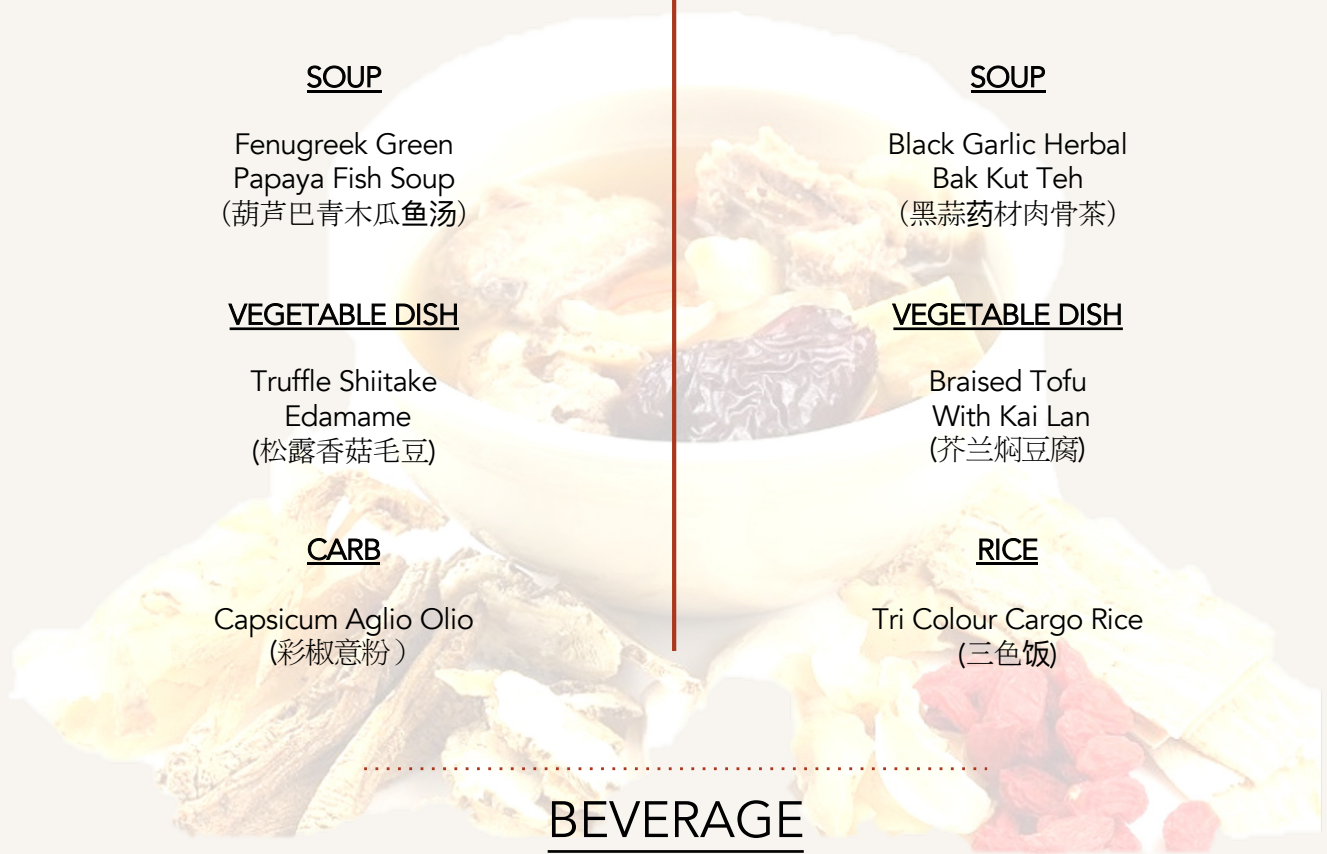 SOUP
Fenugreek Green
Papaya Fish Soup
（葫芦巴青木瓜鱼汤）
VEGETABLE DISH
Truffle Shiitake
Edamame
(松露香菇毛豆)
CARB
Capsicum Aglio Olio
(彩椒意粉）
SOUP
Black Garlic Herbal
Bak Kut Teh
（黑蒜药材肉骨茶）
VEGETABLE DISH
Braised Tofu
With Kai Lan
(芥兰焖豆腐)
RICE
Tri Colour Cargo Rice
(三色饭)
BEVERAGE